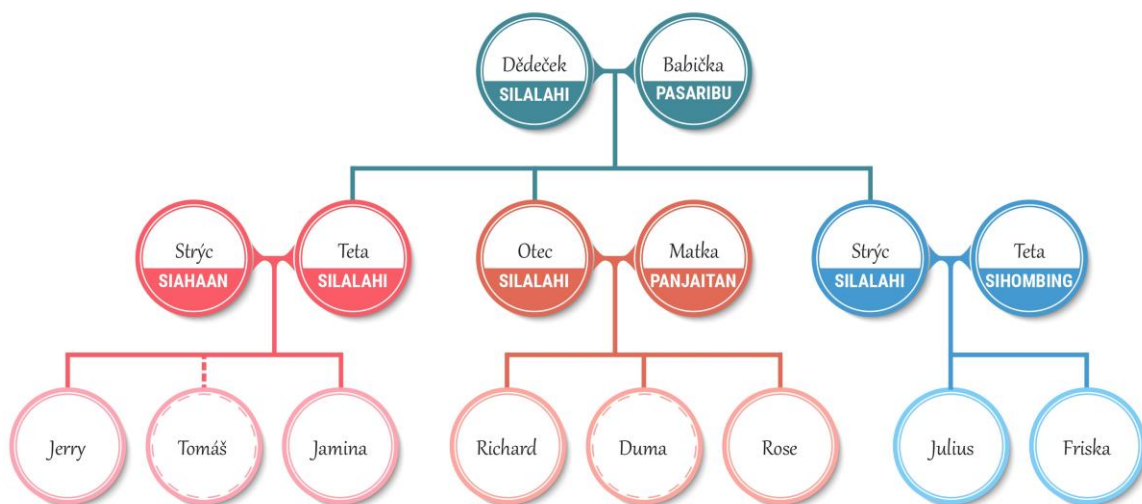 Dědeček
SILALAHI
Babička
PASARIBU
Strýc
SIAHAAN
Teta
SILALAHI
Otec
SILALAHI
Matka
PANJAITAN
Strýc
SILALAHI
Teta
SIHOMBING
Jerry
Tomáš
Jamina
Richard
Duma
Rose
Julius
Friska